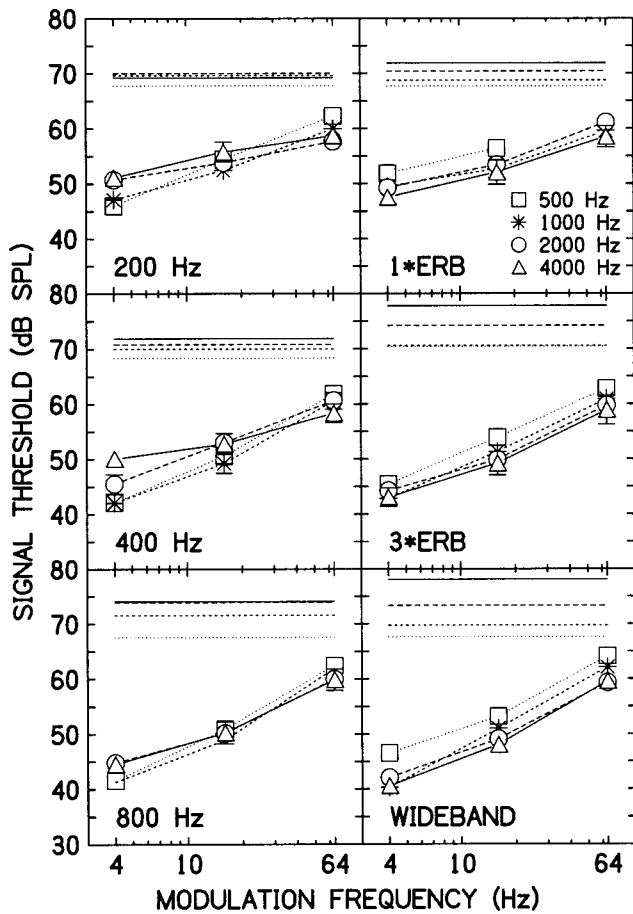 80
70
60
50
40
200 Hz
1*ERB
500 Hz
1000 Hz
2000 Hz
4000 Hz
80
70
60
50
40
400 Hz
3*ERB
80
70
60
50
40
30
800 Hz
WIDEBAND
4 10 64 4 10 64
SIGNAL THRESHOLD (dB SPL)
MODULATION FREQUENCY (Hz)